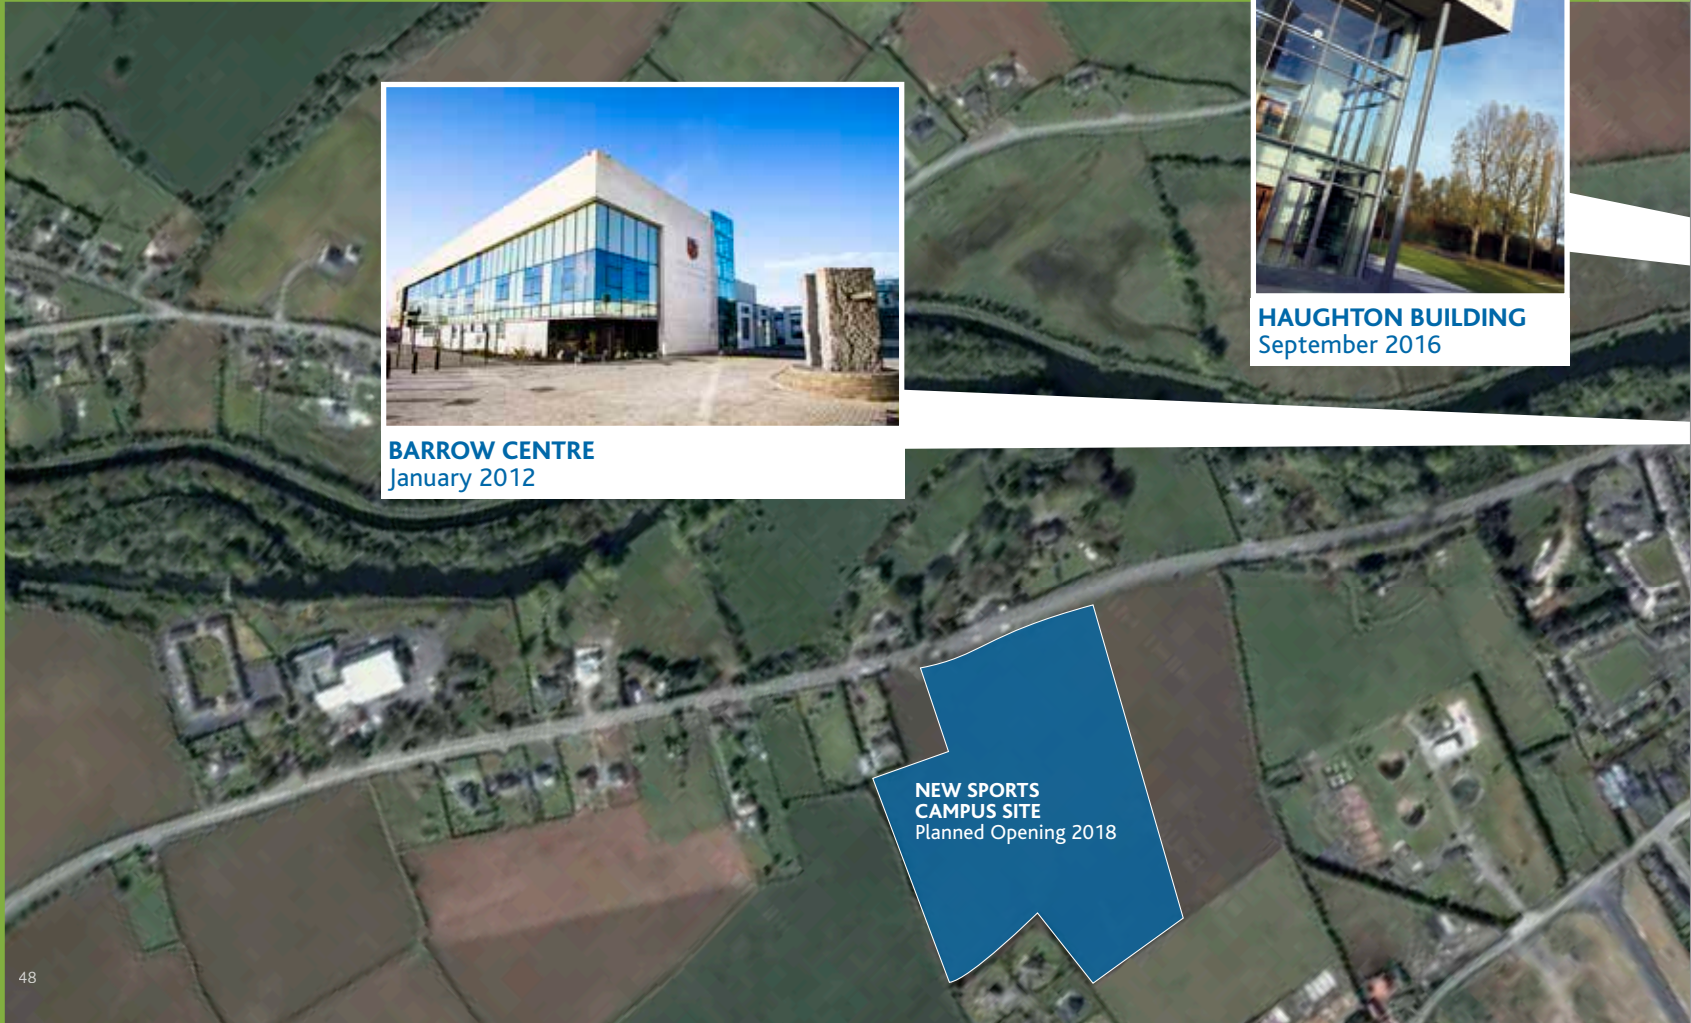 HAUGHTON BUILDING
September 2016
BARROW CENTRE
January 2012
NEW SPORTS
CAMPUS SITE
Planned Opening 2018
48